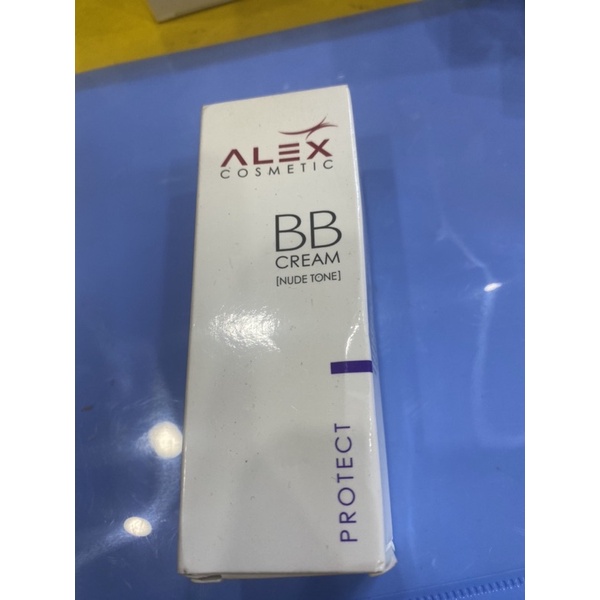 ALEX
COSMETIC
BB
CREAM
[NUDE TONE]
PROTECT